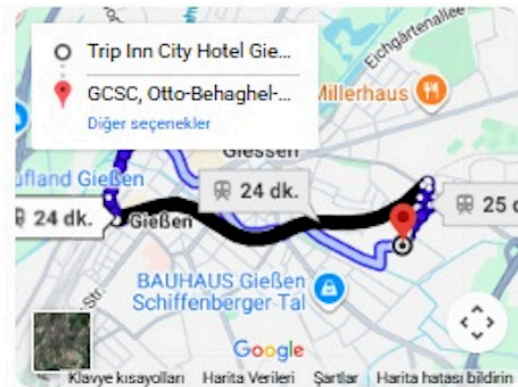 Trip Inn City Hotel Gie...
GCSC, Otto-Behaghel-...
Diğer seçenekler
Eichgärtenallee
Millerhaus
Giessen
ufland Gießen
24 dk.
24 dk.
25 d
Gießen
BAUHAUS Gießen
Schiffenberger Tal
-Str.
Google
Klavye kısayolları
Harita Verileri
Şartlar
Harita hatası bildirin